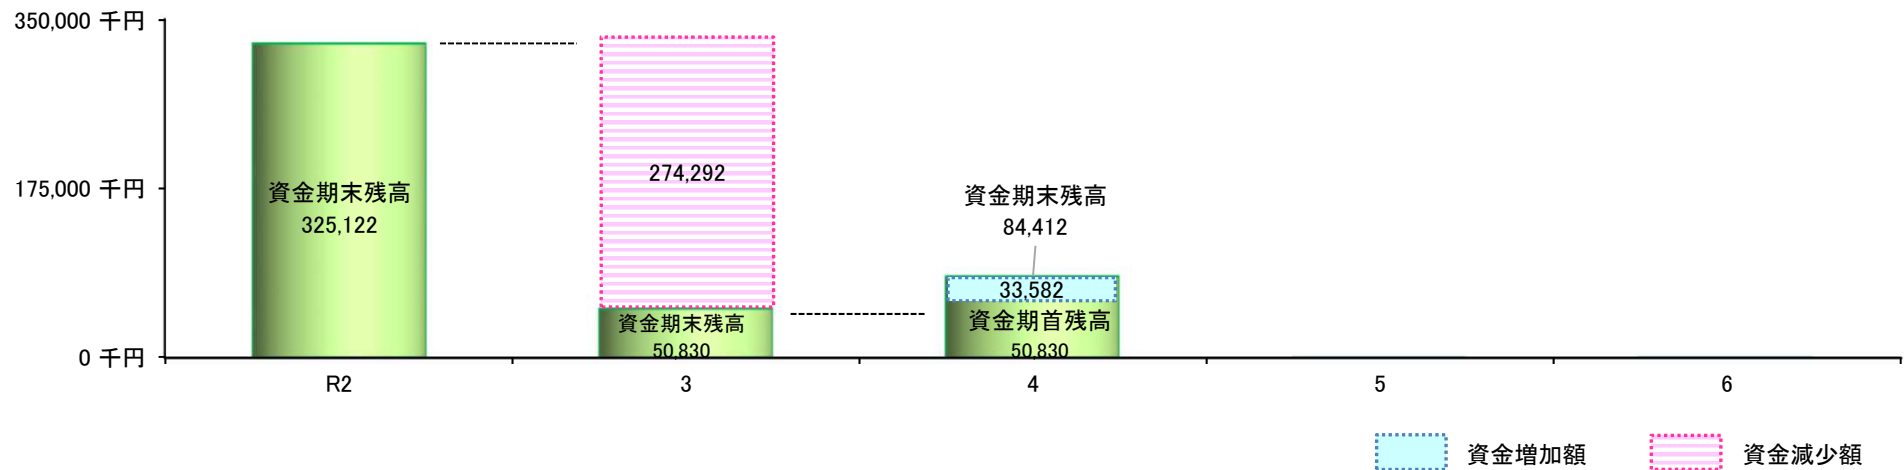 350,000 千円
175,000 千円
0 千円
資金期末残高
325,122
274,292
資金期末残高
50,830
資金期末残高
84,412
33,582
資金期首残高
50,830
R2
3
4
5
6
資金増加額
資金減少額